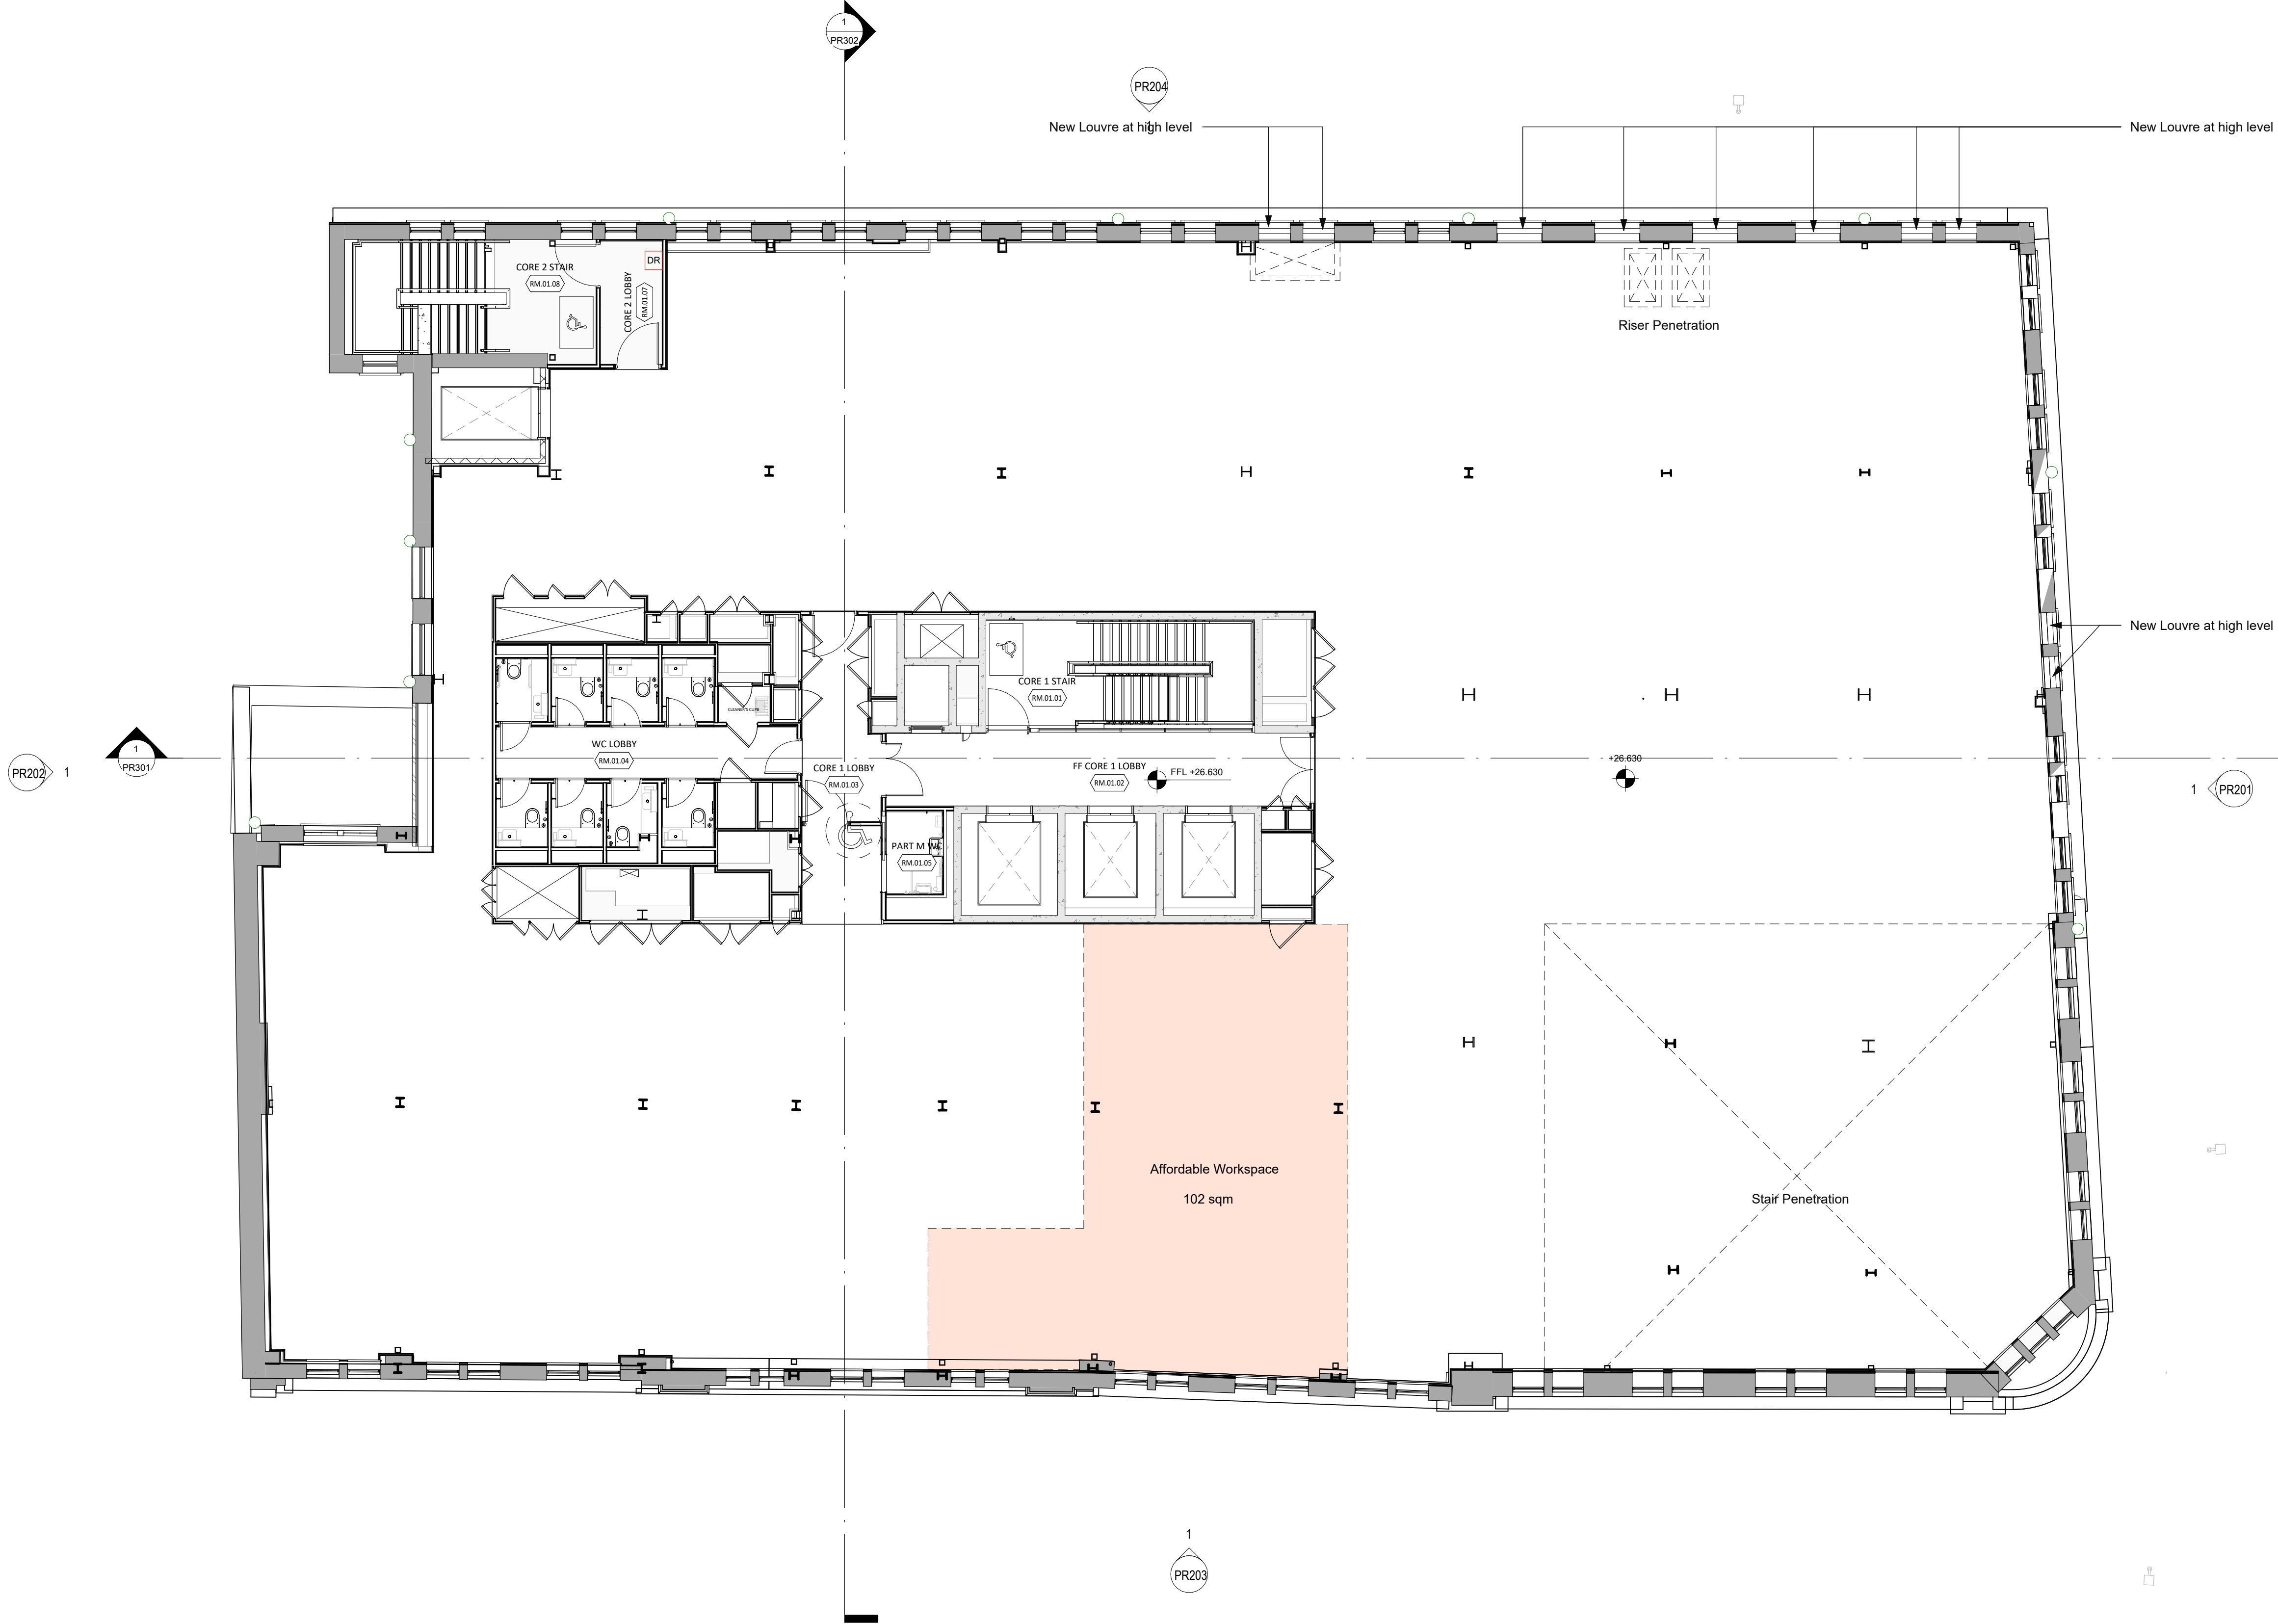 1
PR302
PR204
1
New Louvre at high level
New Louvre at high level
DR
CORE 2 STAIR
RM.01.08
CORE 2 LOBBY
RM.01.07
Riser Penetration
New Louvre at high level
CORE 1 STAIR
RM.01.01
CLEANER'S CUPB
WC LOBBY
RM.01.04
1
PR301
PR202
1
CORE 1 LOBBY
RM.01.03
FF CORE 1 LOBBY
RM.01.02
FFL +26.630
+26.630
1
PR201
PART M WC
RM.01.05
Affordable Workspace
102 sqm
Stair Penetration
1
PR203